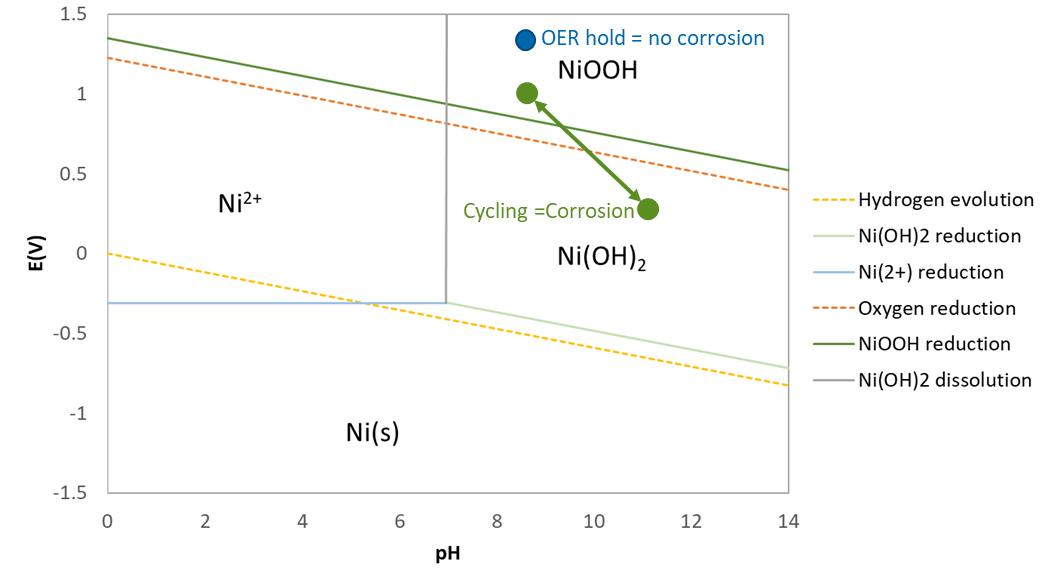 1.5
OER hold = no corrosion
NiOOH
1
0.5
Ni²⁺
Cycling =Corrosion
Hydrogen evolution
Ni(OH)2 reduction
E(V)
0
Ni(OH)₂
Ni(2+) reduction
Oxygen reduction
-0.5
NiOOH reduction
Ni(OH)2 dissolution
-1
Ni(s)
-1.5
0 2 4 6 8 10 12 14
pH